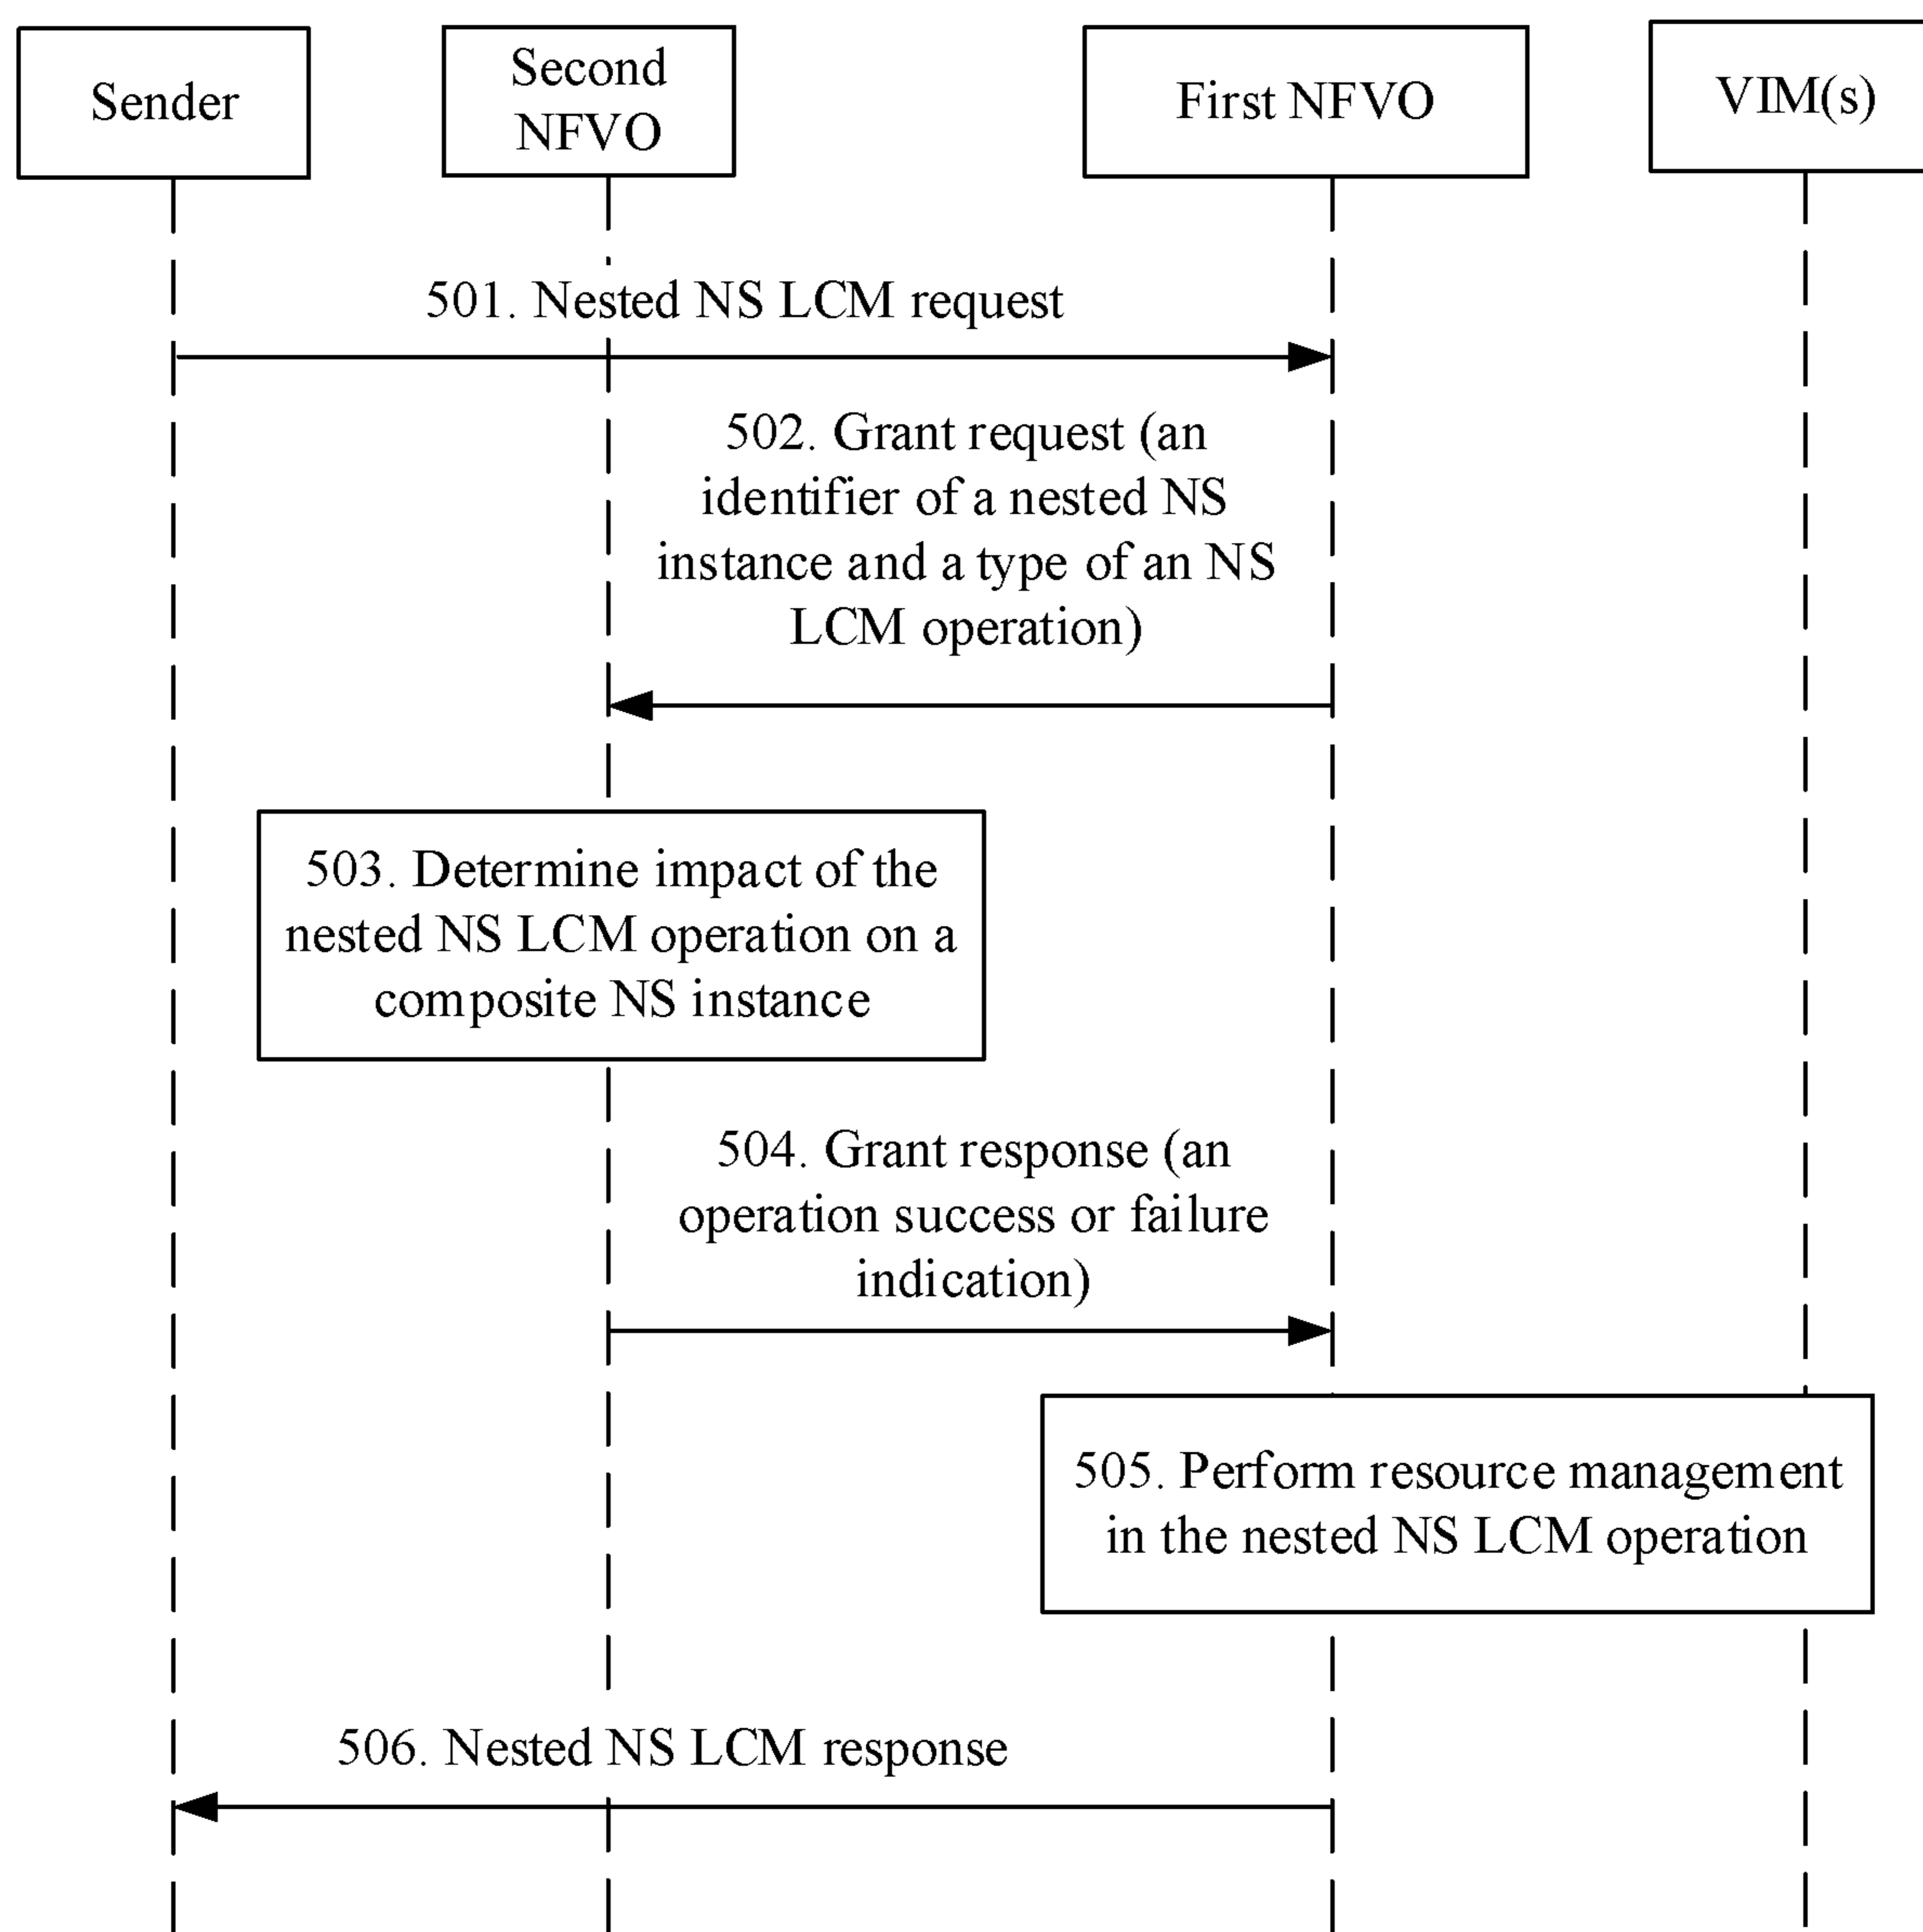 Sender
Second
NFVO
First NFVO
VIM(s)
501. Nested NS LCM request
502. Grant request (an
identifier of a nested NS
instance and a type of an NS
LCM operation)
503. Determine impact of the
nested NS LCM operation on a
composite NS instance
504. Grant response (an
operation success or failure
indication)
505. Perform resource management
in the nested NS LCM operation
506. Nested NS LCM response